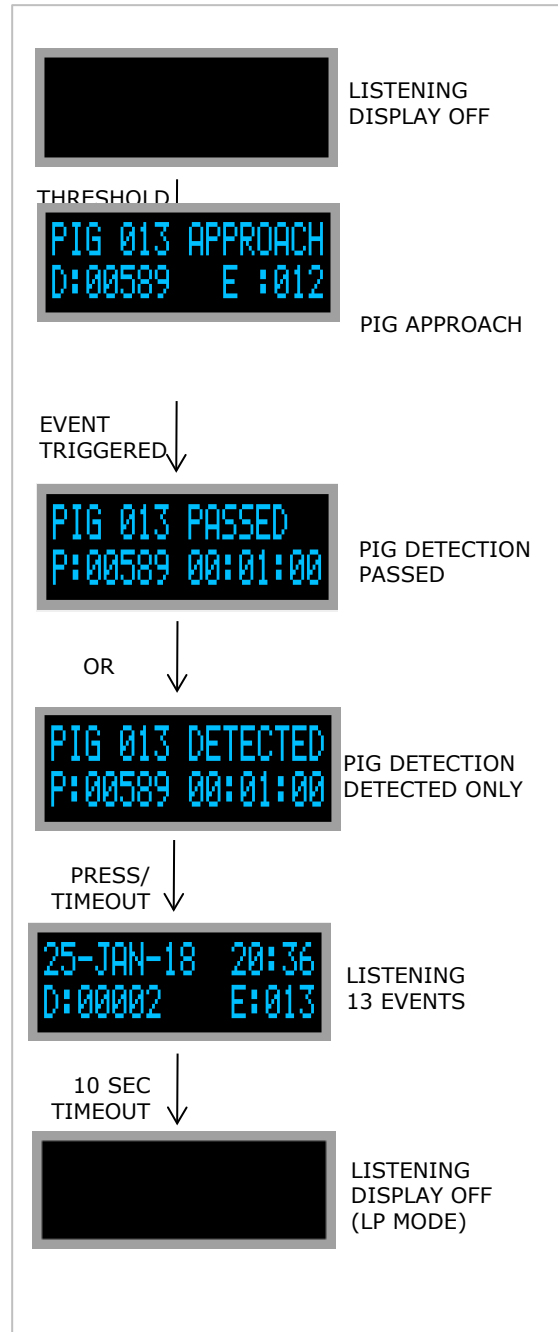 LISTENING
DISPLAY OFF
THRESHOLD
PIG 013 APPROACH
D:00589 E :012
PIG APPROACH
EVENT
TRIGGERED
PIG 013 PASSED
P:00589 00:01:00
PIG DETECTION
PASSED
OR
PIG 013 DETECTED
P:00589 00:01:00
PIG DETECTION
DETECTED ONLY
PRESS/
TIMEOUT
25-JAN-18 20:36
D:00002 E:013
LISTENING
13 EVENTS
10 SEC
TIMEOUT
LISTENING
DISPLAY OFF
(LP MODE)